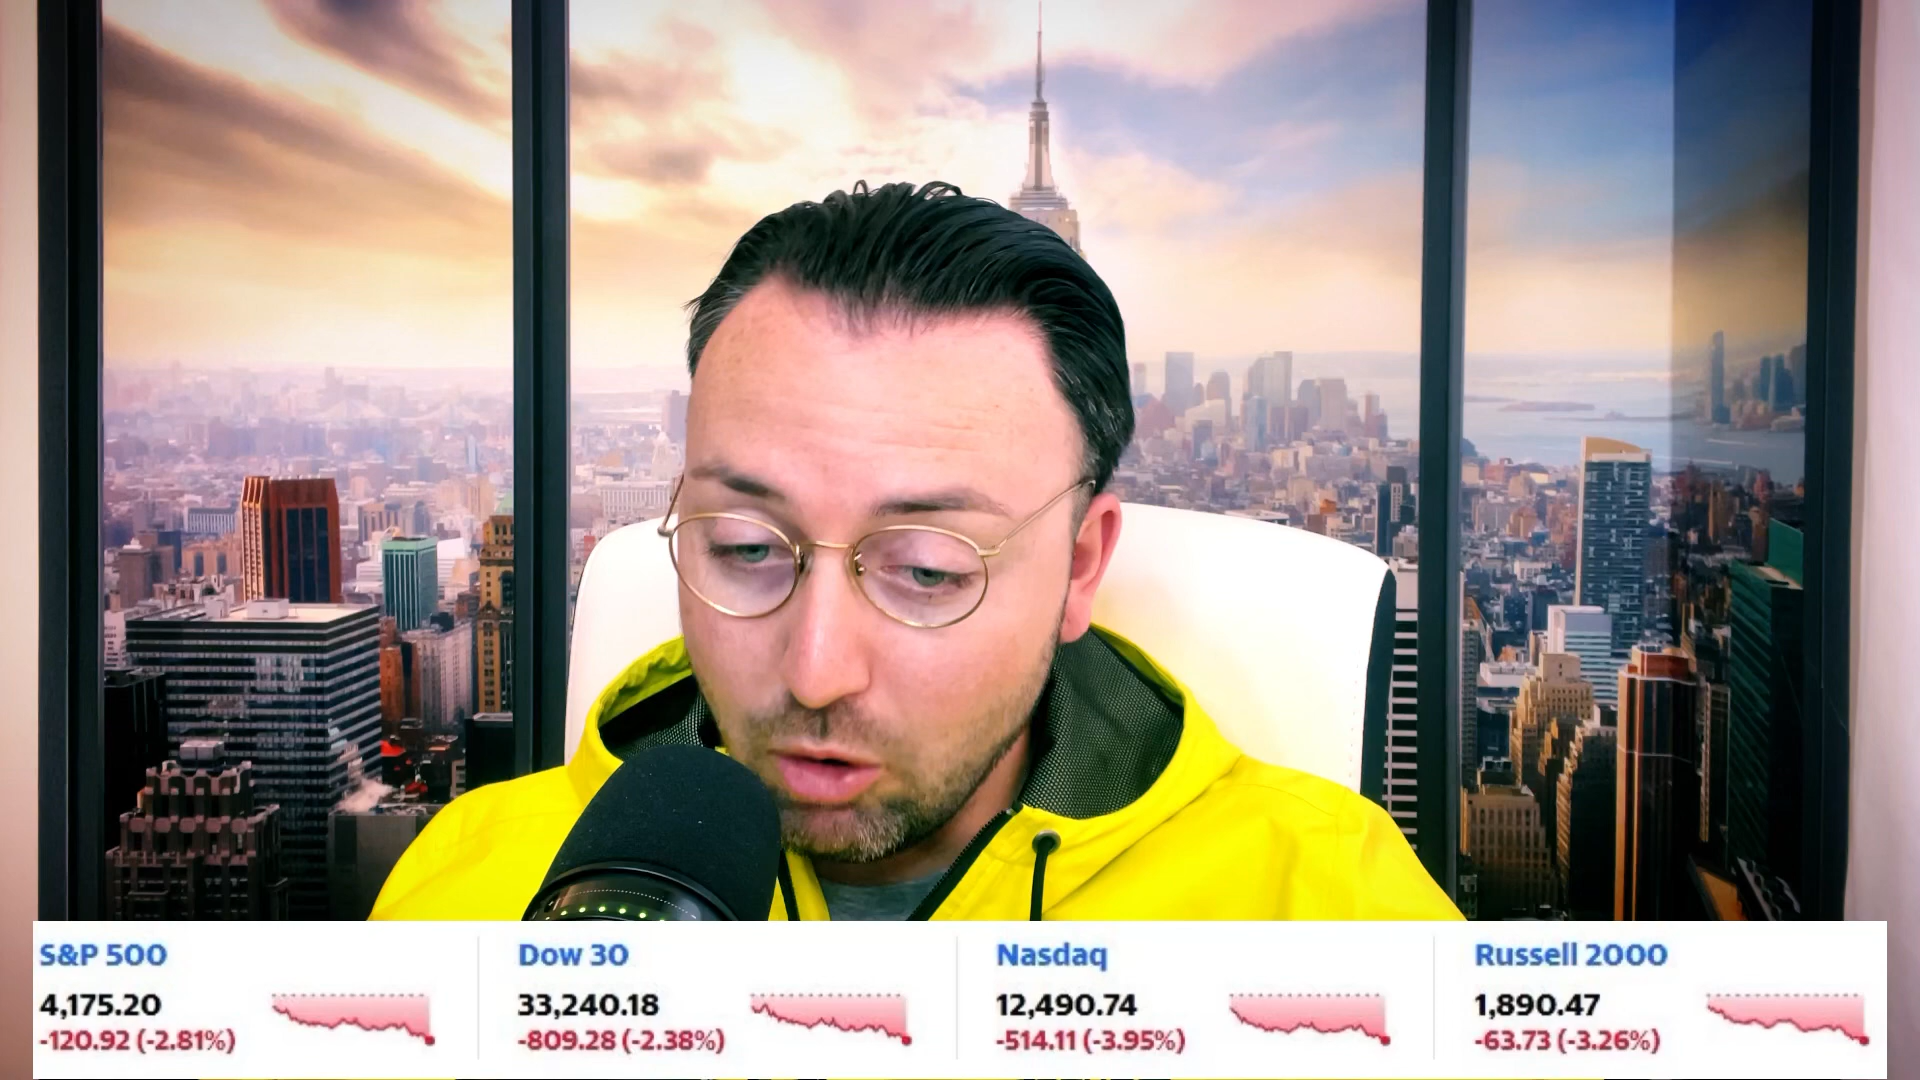 S&P 500
4,175.20
-120.92 (-2.81%)
Dow 30
33,240.18
-809.28 (-2.38%)
Nasdaq
12,490.74
-514.11 (-3.95%)
Russell 2000
1,890.47
-63.73 (-3.26%)